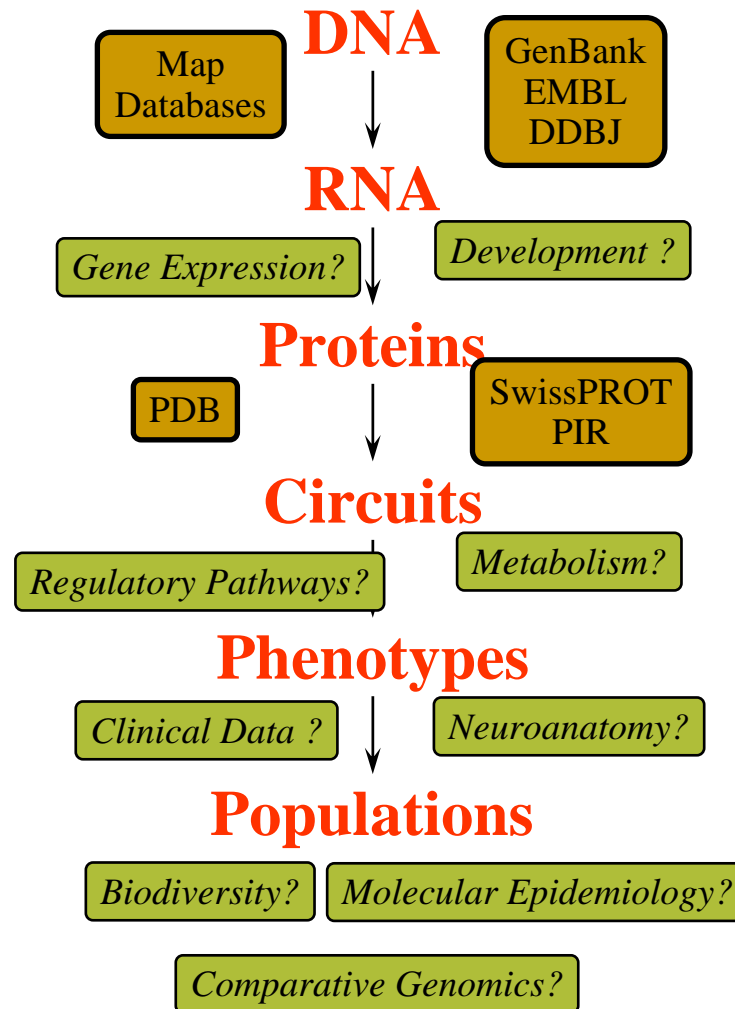 DNA
Map
Databases
GenBank
EMBL
DDBJ
RNA
Gene Expression?
Development ?
Proteins
PDB
SwissPROT
PIR
Circuits
Regulatory Pathways?
Metabolism?
Phenotypes
Clinical Data ?
Neuroanatomy?
Populations
Biodiversity?
Molecular Epidemiology?
Comparative Genomics?